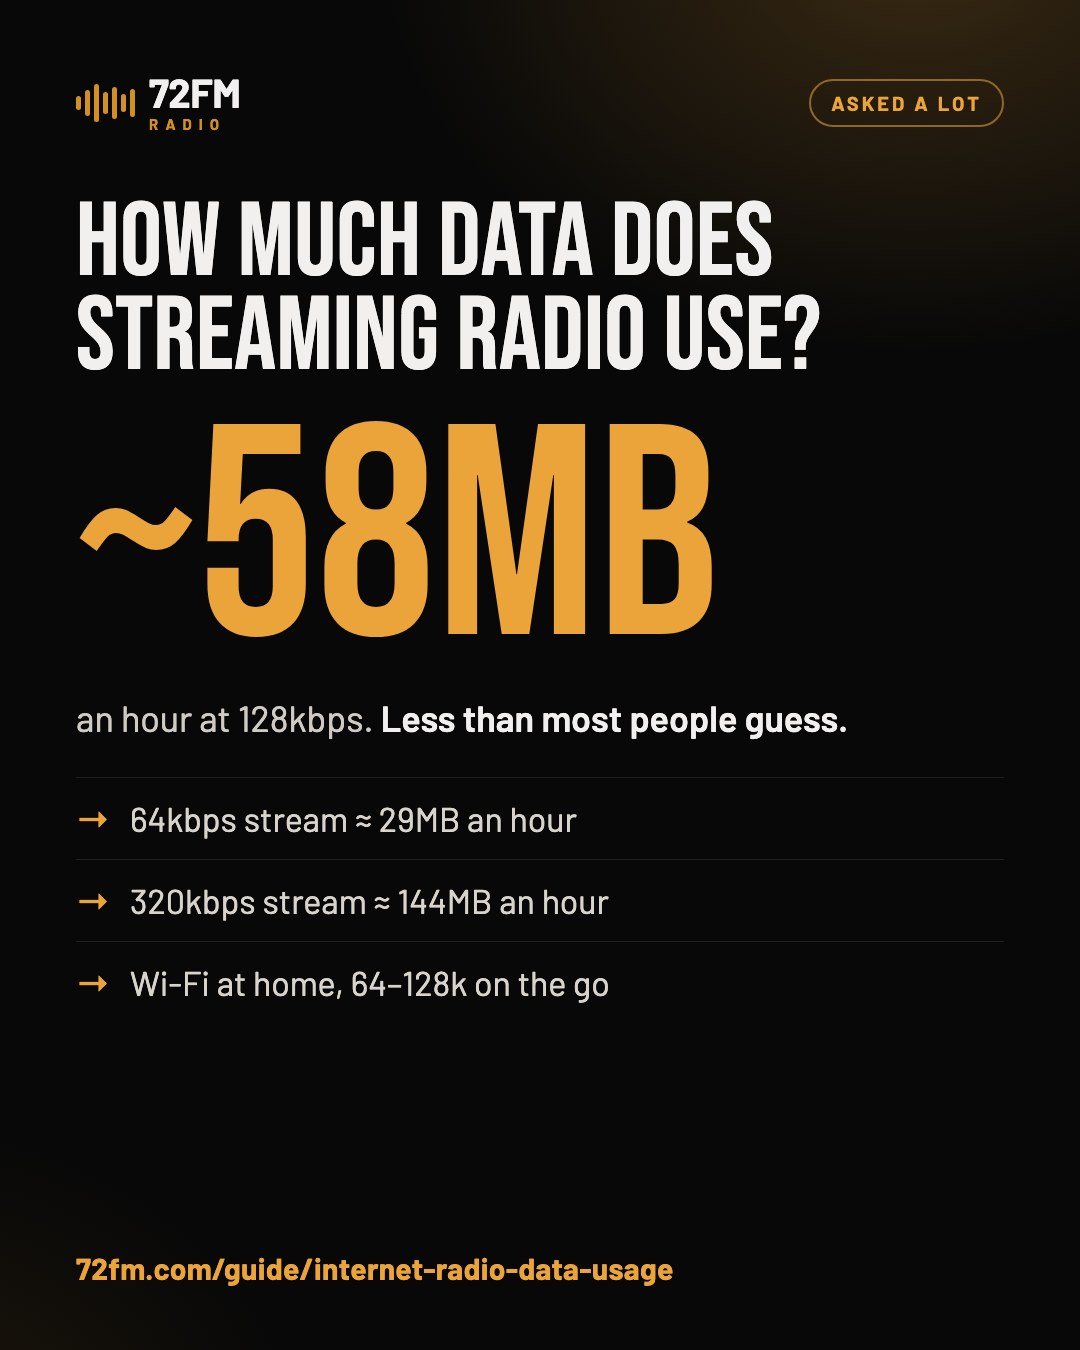 72FM
RADIO
ASKED A LOT
HOW MUCH DATA DOES
STREAMING RADIO USE?
~58MB
an hour at 128kbps. Less than most people guess.
→ 64kbps stream ≈ 29MB an hour
→ 320kbps stream ≈ 144MB an hour
→ Wi-Fi at home, 64–128k on the go
72fm.com/guide/internet-radio-data-usage